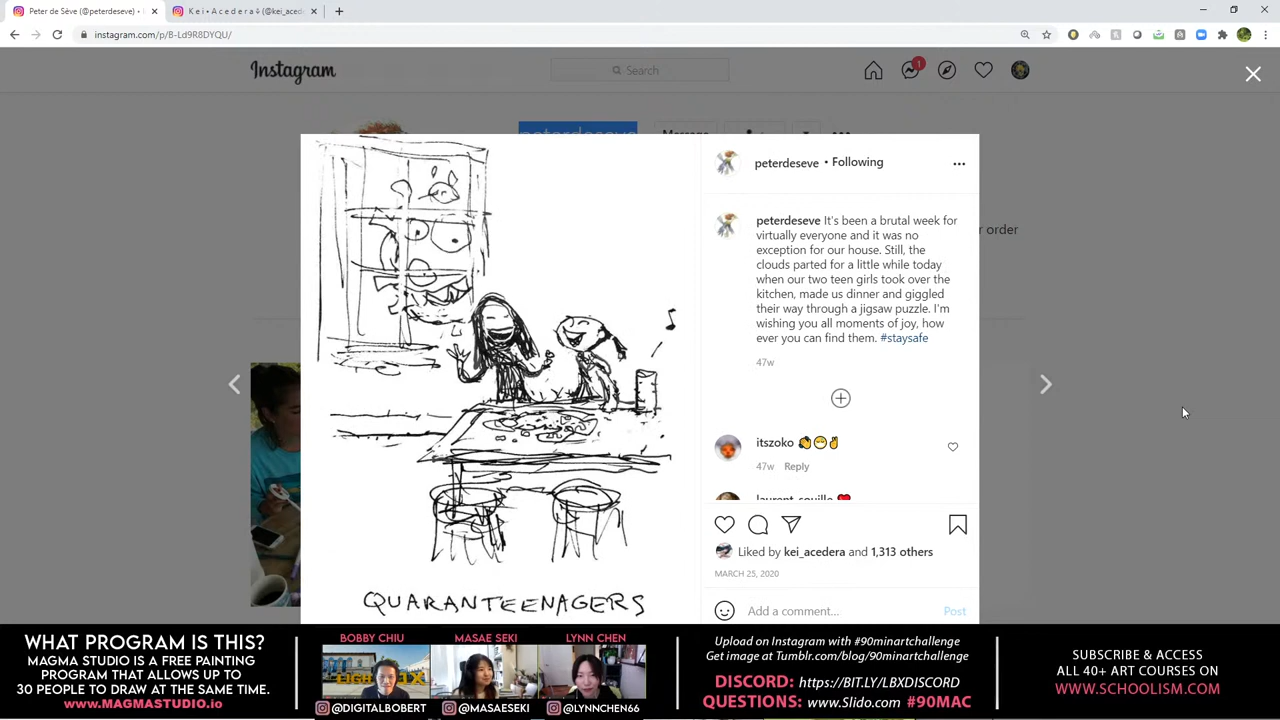 Peter de Sève (@peterdeseve) •
K e i • A c e d e r a
instagram.com/p/B-Ld9R8DYQU/
Instagram
Search
1
peterdeseve
Message
r order
peterdeseve • Following
peterdeseve It's been a brutal week for
virtually everyone and it was no
exception for our house. Still, the
clouds parted for a little while today
when our two teen girls took over the
kitchen, made us dinner and giggled
their way through a jigsaw puzzle. I'm
wishing you all moments of joy, how
ever you can find them. #staysafe
47w
itszoko 👏😷✌
47w Reply
Liked by kei_acedera and 1,313 others
MARCH 25, 2020
Add a comment...
Post
QUARANTEENAGERS
WHAT PROGRAM IS THIS?
MAGMA STUDIO IS A FREE PAINTING
PROGRAM THAT ALLOWS UP TO
30 PEOPLE TO DRAW AT THE SAME TIME.
www.MAGMASTUDIO.io
BOBBY CHIU
MASAE SEKI
LYNN CHEN
@DIGITALBOBERT
@MASAESEKI
@LYNNCHEN66
Upload on Instagram with #90minartchallenge
Get image at Tumblr.com/blog/90minartchallenge
DISCORD: https://BIT.LY/LBXDISCORD
QUESTIONS: www.Slido.com #90MAC
SUBSCRIBE & ACCESS
ALL 40+ ART COURSES ON
WWW.SCHOOLISM.COM